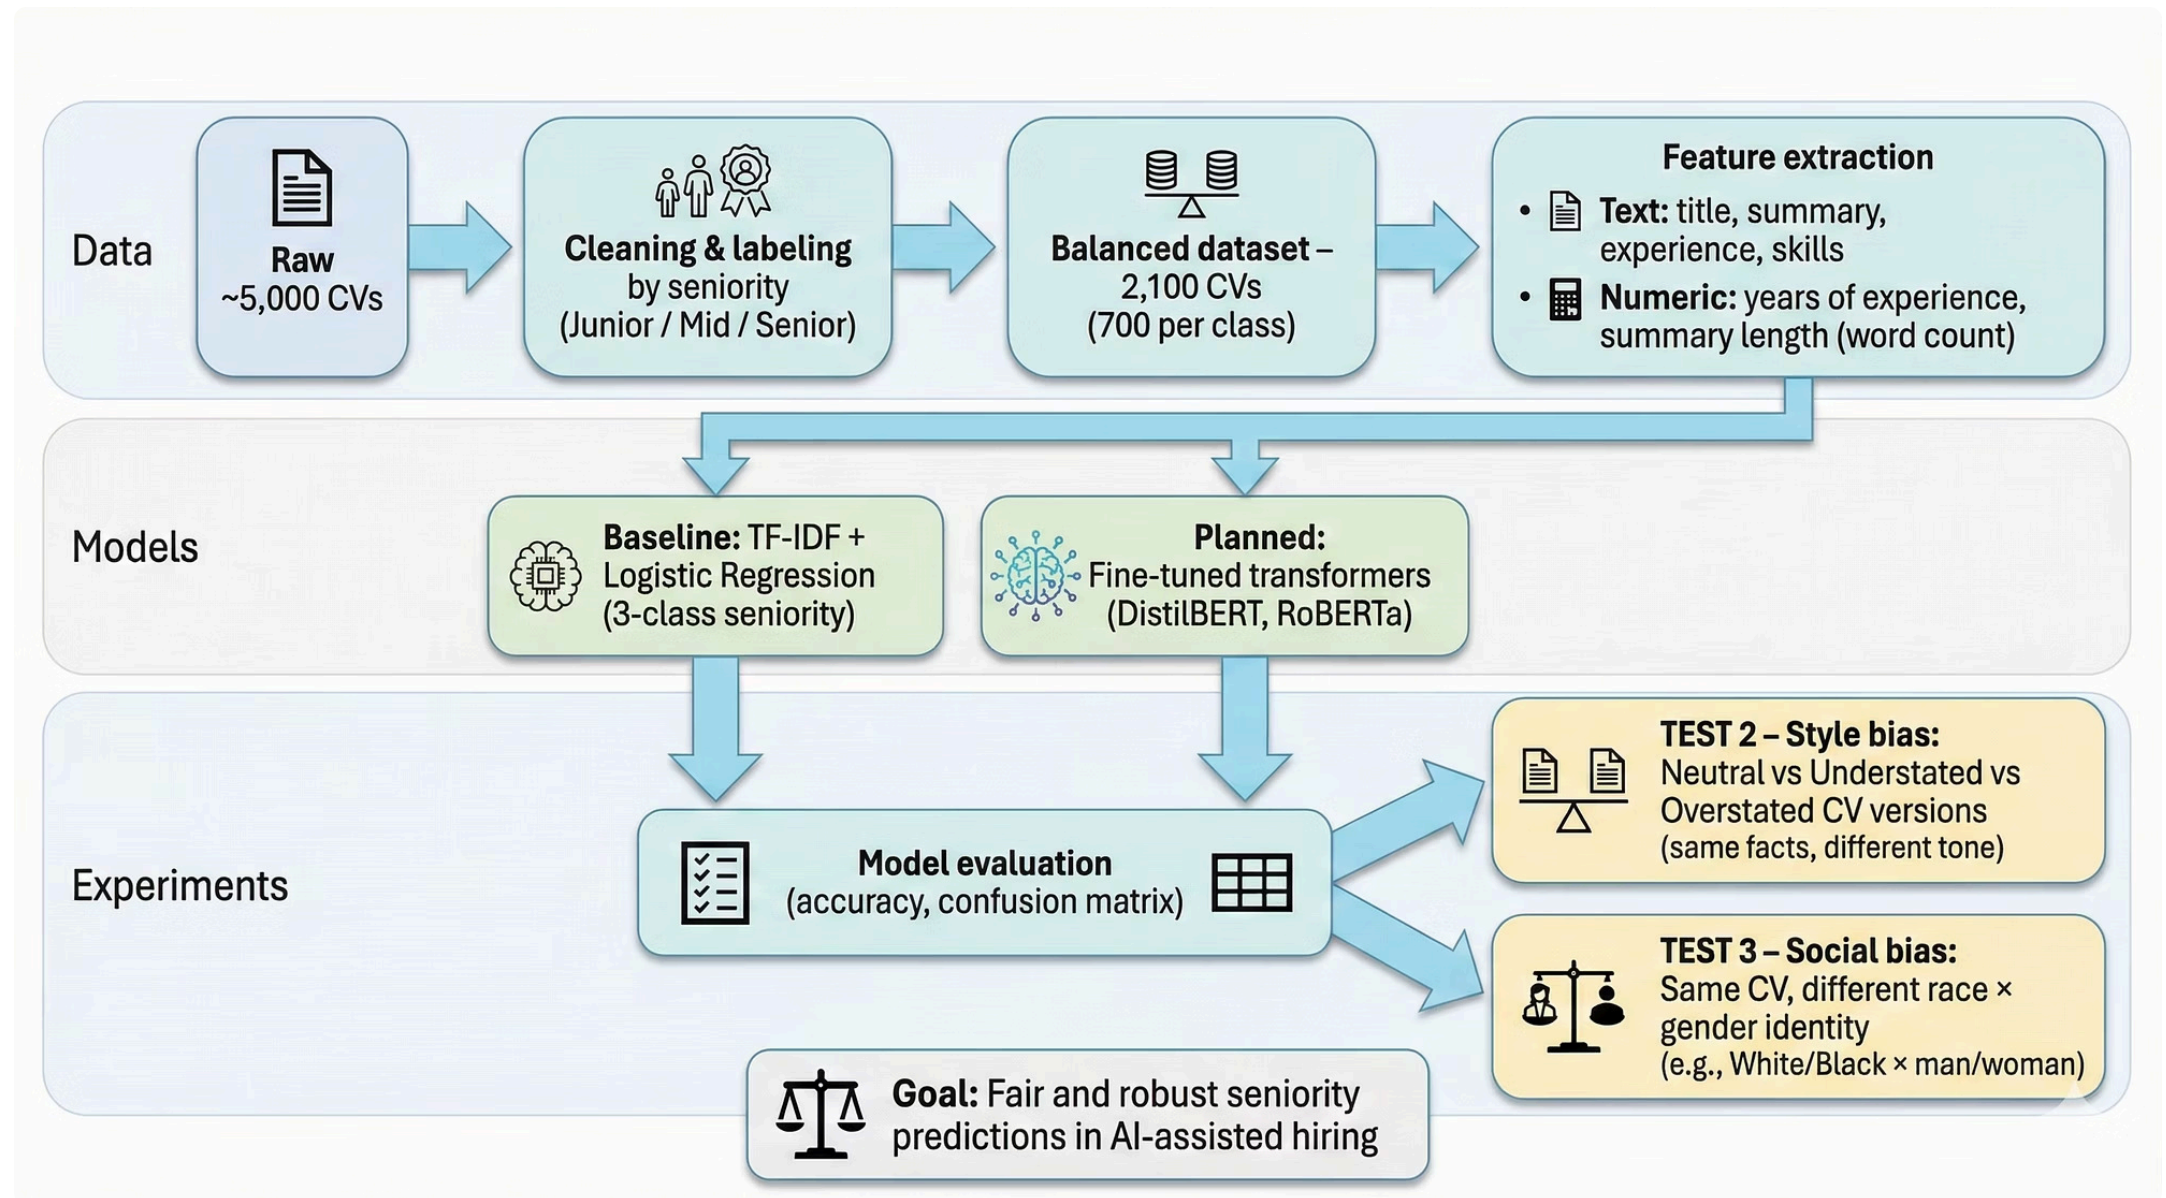 Data
Raw
~5,000 CVs
Cleaning & labeling
by seniority
(Junior / Mid / Senior)
Balanced dataset –
2,100 CVs
(700 per class)
Feature extraction
• Text: title, summary,
experience, skills
• Numeric: years of experience,
summary length (word count)
Models
Baseline: TF-IDF +
Logistic Regression
(3-class seniority)
Planned:
Fine-tuned transformers
(DistilBERT, RoBERTa)
Experiments
Model evaluation
(accuracy, confusion matrix)
TEST 2 – Style bias:
Neutral vs Understated vs
Overstated CV versions
(same facts, different tone)
TEST 3 – Social bias:
Same CV, different race ×
gender identity
(e.g., White/Black × man/woman)
Goal: Fair and robust seniority
predictions in AI-assisted hiring